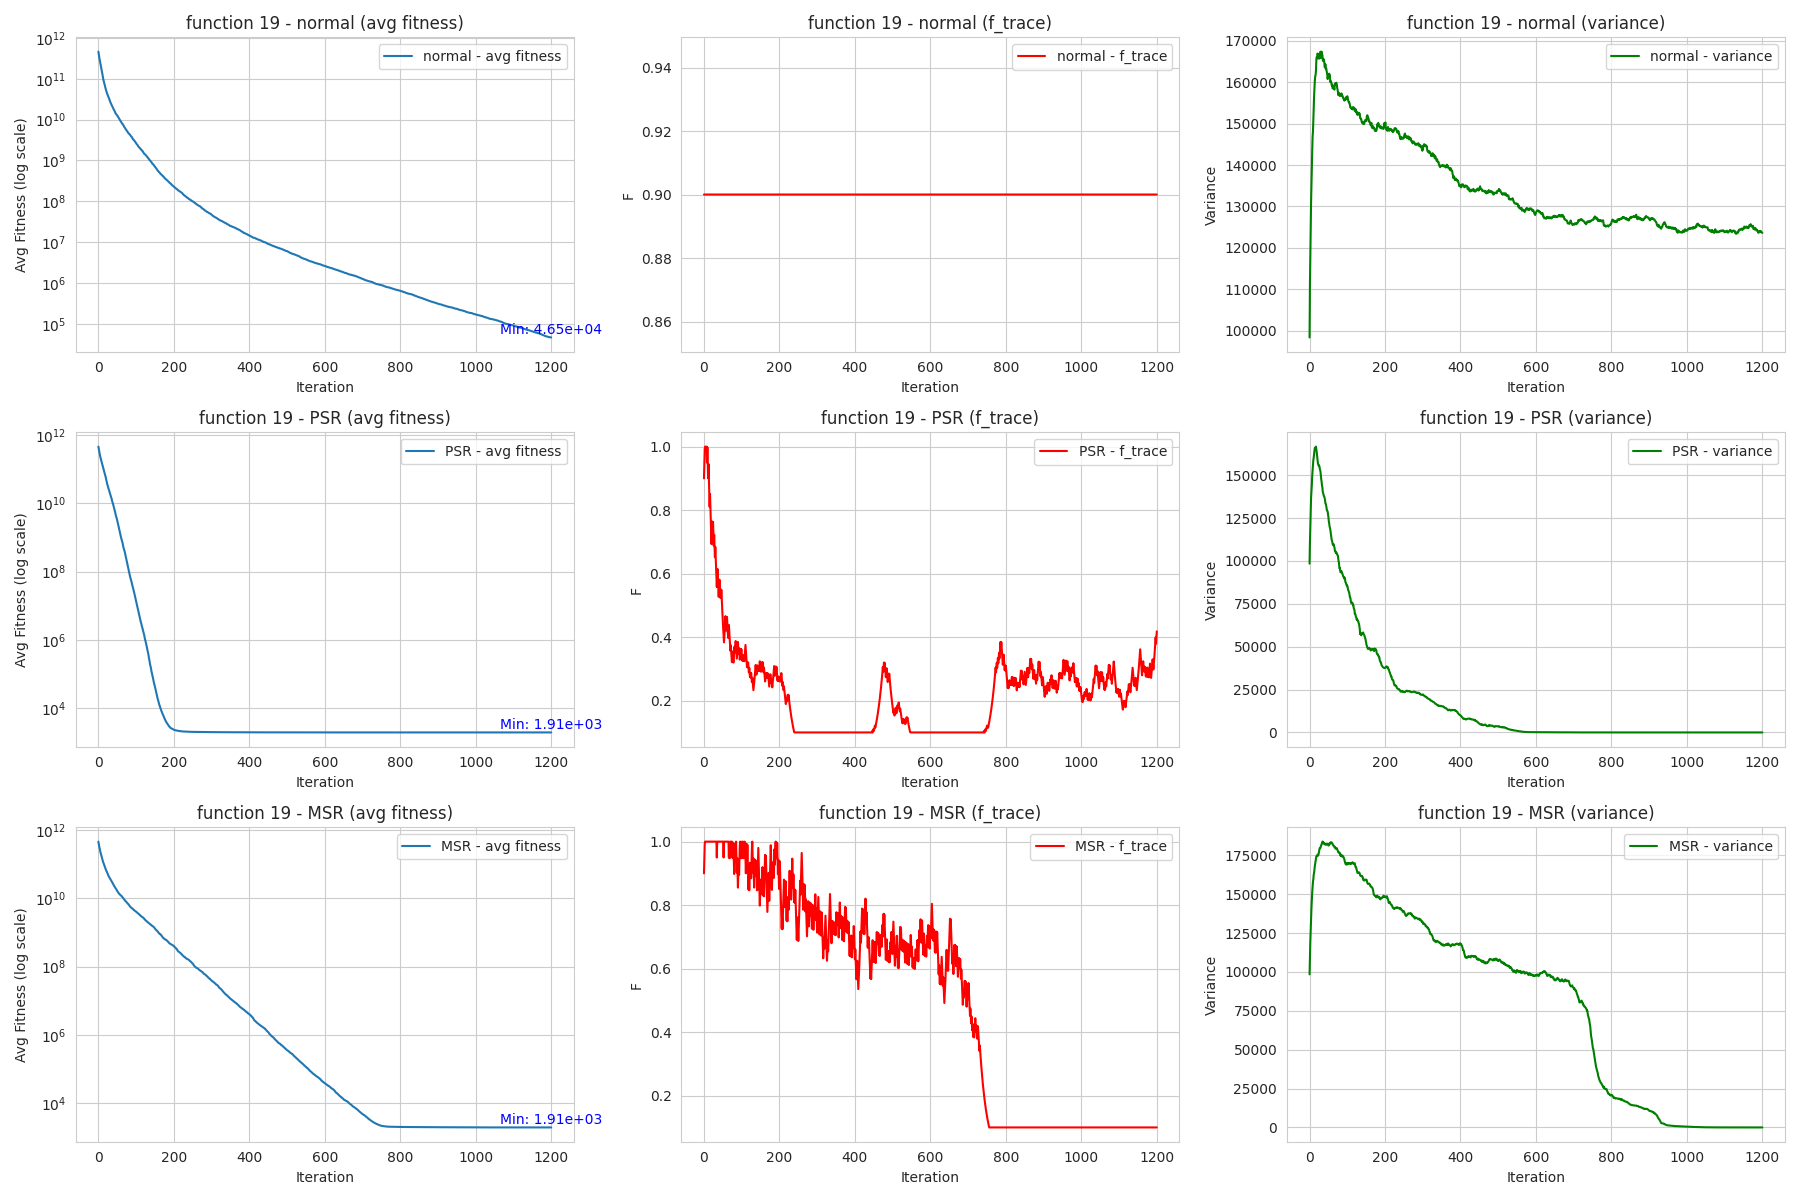 function 19 - normal (avg fitness)
normal - avg fitness
Avg Fitness (log scale)
10^12
10^11
10^10
10^9
10^8
10^7
10^6
10^5
Min: 4.65e+04
0 200 400 600 800 1000 1200
Iteration
function 19 - normal (f_trace)
normal - f_trace
F
0.94
0.92
0.90
0.88
0.86
0 200 400 600 800 1000 1200
Iteration
function 19 - normal (variance)
normal - variance
Variance
170000
160000
150000
140000
130000
120000
110000
100000
0 200 400 600 800 1000 1200
Iteration
function 19 - PSR (avg fitness)
PSR - avg fitness
Avg Fitness (log scale)
10^12
10^10
10^8
10^6
10^4
Min: 1.91e+03
0 200 400 600 800 1000 1200
Iteration
function 19 - PSR (f_trace)
PSR - f_trace
F
1.0
0.8
0.6
0.4
0.2
0 200 400 600 800 1000 1200
Iteration
function 19 - PSR (variance)
PSR - variance
Variance
150000
125000
100000
75000
50000
25000
0
0 200 400 600 800 1000 1200
Iteration
function 19 - MSR (avg fitness)
MSR - avg fitness
Avg Fitness (log scale)
10^12
10^10
10^8
10^6
10^4
Min: 1.91e+03
0 200 400 600 800 1000 1200
Iteration
function 19 - MSR (f_trace)
MSR - f_trace
F
1.0
0.8
0.6
0.4
0.2
0 200 400 600 800 1000 1200
Iteration
function 19 - MSR (variance)
MSR - variance
Variance
175000
150000
125000
100000
75000
50000
25000
0
0 200 400 600 800 1000 1200
Iteration